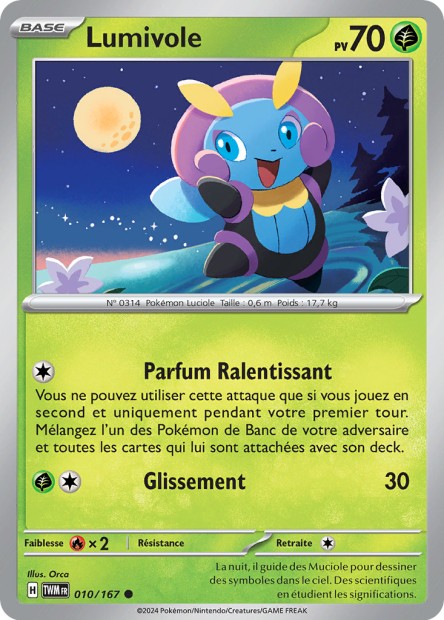 BASE
Lumivole
PV 70
N° 0314 Pokémon Luciole Taille : 0,6 m Poids : 17,7 kg
Parfum Ralentissant
Vous ne pouvez utiliser cette attaque que si vous jouez en
second et uniquement pendant votre premier tour.
Mélangez l'un des Pokémon de Banc de votre adversaire
et toutes les cartes qui lui sont attachées avec son deck.
Glissement 30
Faiblesse ×2 Résistance Retraite
Illus. Orca
H TWM FR 010/167
La nuit, il guide des Muciole pour dessiner
des symboles dans le ciel. Des scientifiques
en étudient les significations.
©2024 Pokémon/Nintendo/Creatures/GAME FREAK